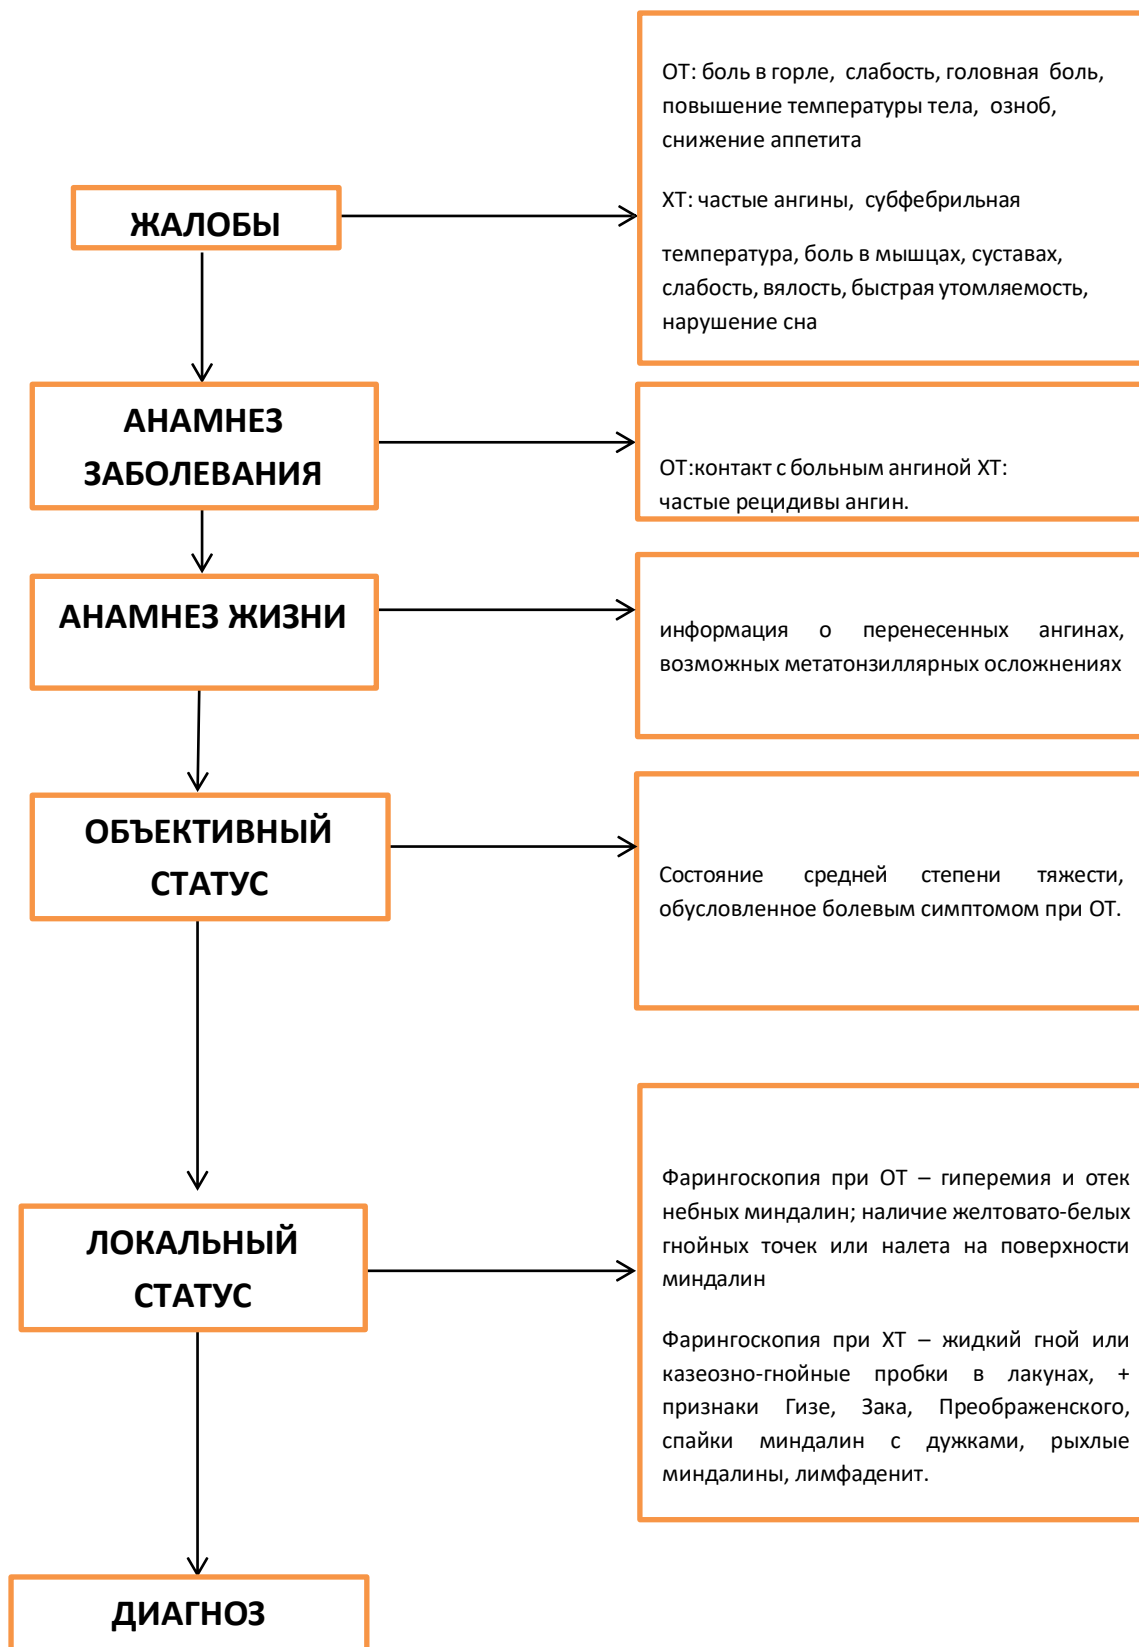 ЖАЛОБЫ
ОТ: боль в горле, слабость, головная боль,
повышение температуры тела, озноб,
снижение аппетита
ХТ: частые ангины, субфебрильная
температура, боль в мышцах, суставах,
слабость, вялость, быстрая утомляемость,
нарушение сна
АНАМНЕЗ
ЗАБОЛЕВАНИЯ
ОТ:контакт с больным ангиной ХТ:
частые рецидивы ангин.
АНАМНЕЗ ЖИЗНИ
информация о перенесенных ангинах,
возможных метатонзиллярных осложнениях
ОБЪЕКТИВНЫЙ
СТАТУС
Состояние средней степени тяжести,
обусловленное болевым симптомом при ОТ.
ЛОКАЛЬНЫЙ
СТАТУС
Фарингоскопия при ОТ – гиперемия и отек
небных миндалин; наличие желтовато-белых
гнойных точек или налета на поверхности
миндалин
Фарингоскопия при ХТ – жидкий гной или
казеозно-гнойные пробки в лакунах, +
признаки Гизе, Зака, Преображенского,
спайки миндалин с дужками, рыхлые
миндалины, лимфаденит.
ДИАГНОЗ